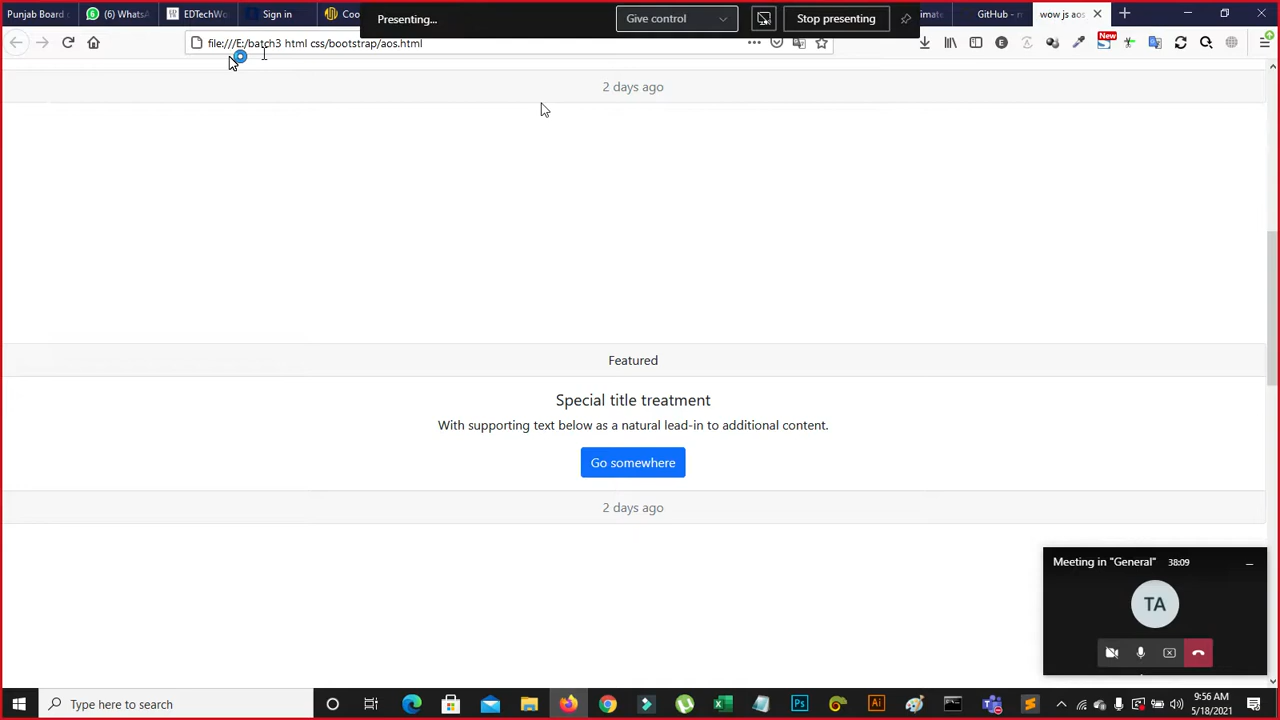 Punjab Board
(6) WhatsA
EDTechWo
Sign in
Coo
Presenting...
Give control
Stop presenting
imate
GitHub - n
wow js aos
file:///E:/batch3 html css/bootstrap/aos.html
New
2 days ago
Featured
Special title treatment
With supporting text below as a natural lead-in to additional content.
Go somewhere
2 days ago
Meeting in "General"
38:09
TA
Type here to search
9:56 AM
5/18/2021